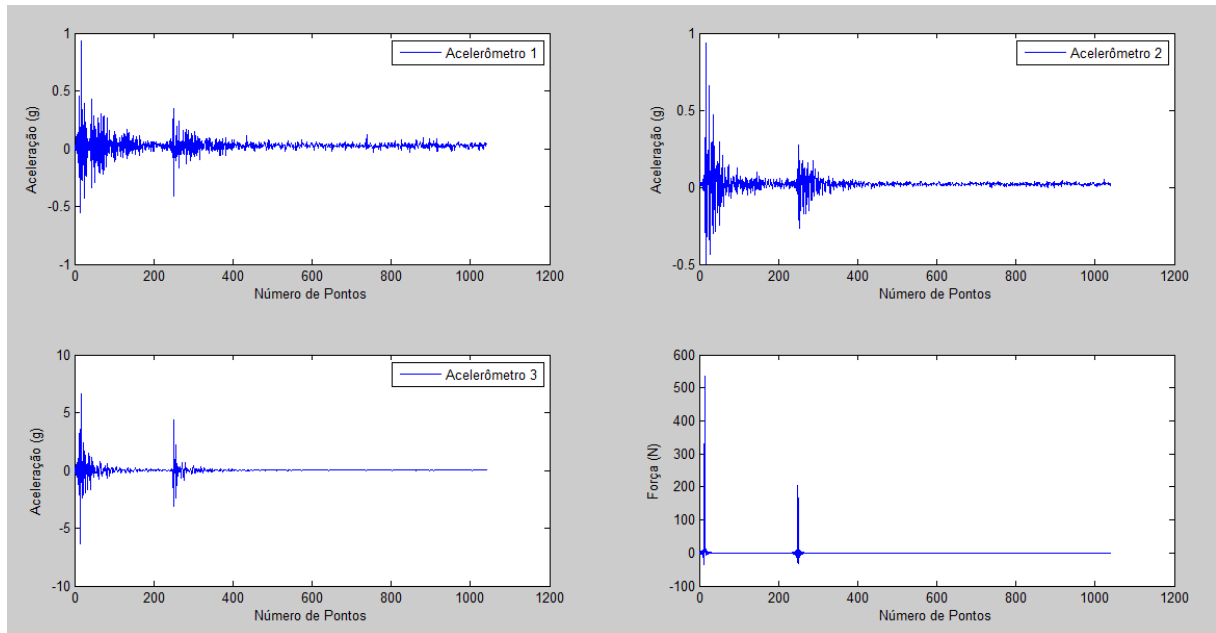 1
0.5
0
-0.5
-1
Aceleração (g)
Acelerômetro 1
0 200 400 600 800 1000 1200
Número de Pontos
1
0.5
0
-0.5
Aceleração (g)
Acelerômetro 2
0 200 400 600 800 1000 1200
Número de Pontos
10
5
0
-5
-10
Aceleração (g)
Acelerômetro 3
0 200 400 600 800 1000 1200
Número de Pontos
600
500
400
300
200
100
0
-100
Força (N)
0 200 400 600 800 1000 1200
Número de Pontos